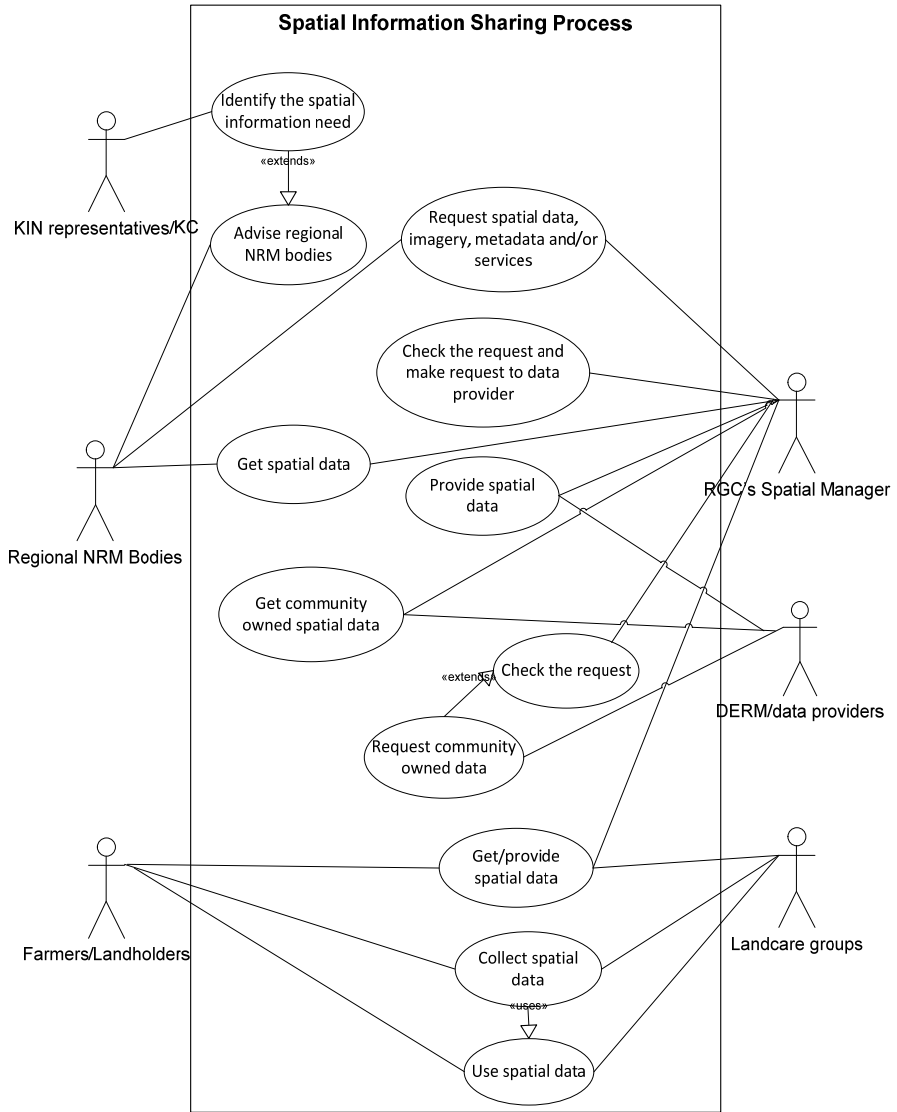 Spatial Information Sharing Process
Identify the spatial
information need
«extends»
KIN representatives/KC
Advise regional
NRM bodies
Request spatial data,
imagery, metadata and/or
services
Check the request and
make request to data
provider
Get spatial data
Provide spatial
data
RGC's Spatial Manager
Regional NRM Bodies
Get community
owned spatial data
Check the request
«extends»
DERM/data providers
Request community
owned data
Get/provide
spatial data
Farmers/Landholders
Landcare groups
Collect spatial
data
«uses»
Use spatial data